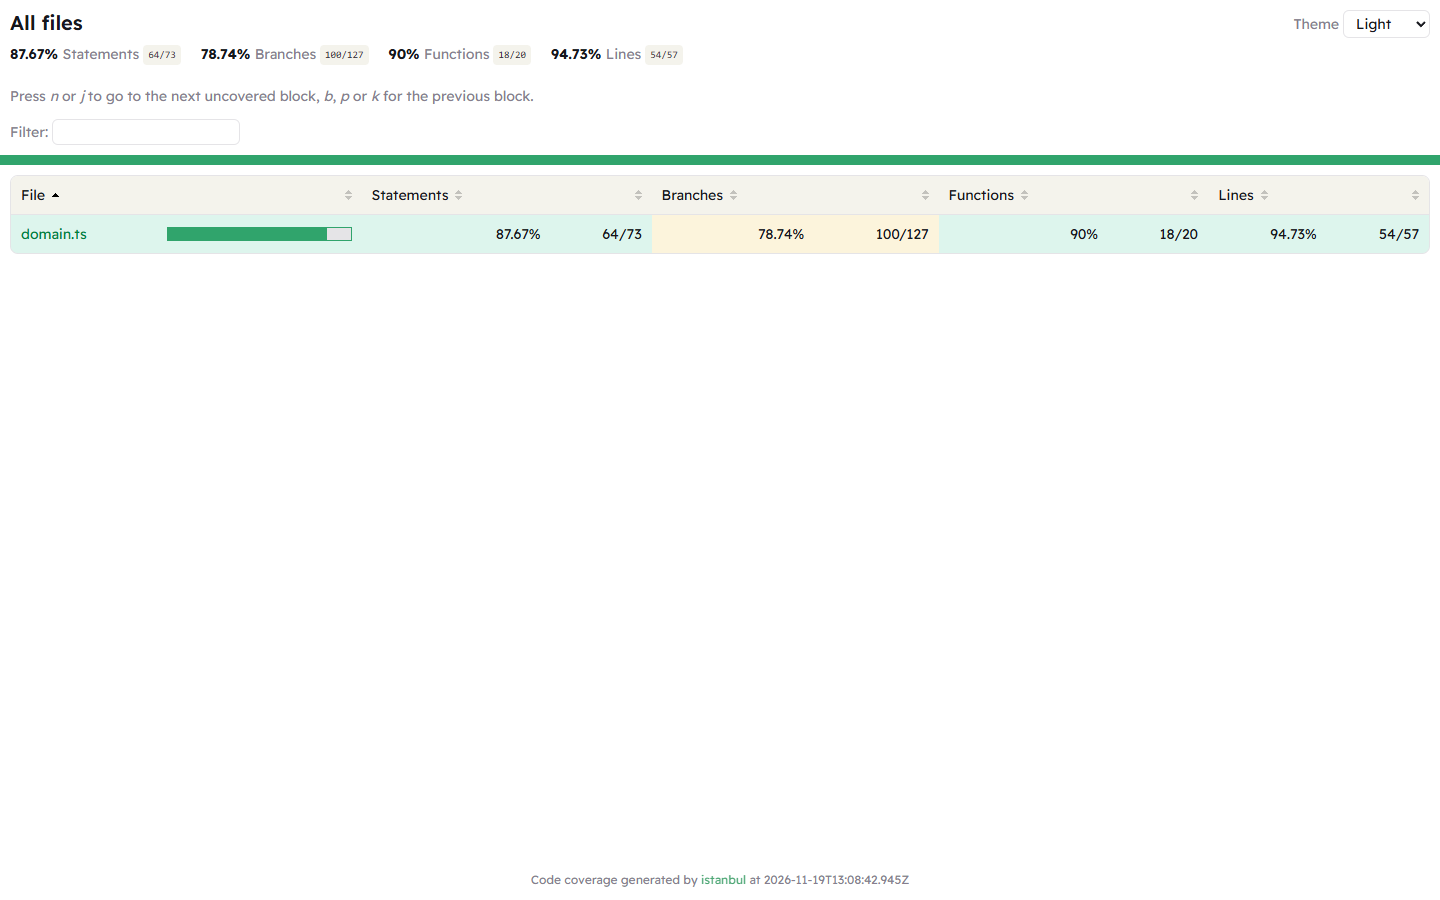 All files
Theme Light
87.67% Statements 64/73 78.74% Branches 100/127 90% Functions 18/20 94.73% Lines 54/57
Press n or j to go to the next uncovered block, b, p or k for the previous block.
Filter:
File Statements Branches Functions Lines
domain.ts 87.67% 64/73 78.74% 100/127 90% 18/20 94.73% 54/57
Code coverage generated by istanbul at 2026-11-19T13:08:42.945Z